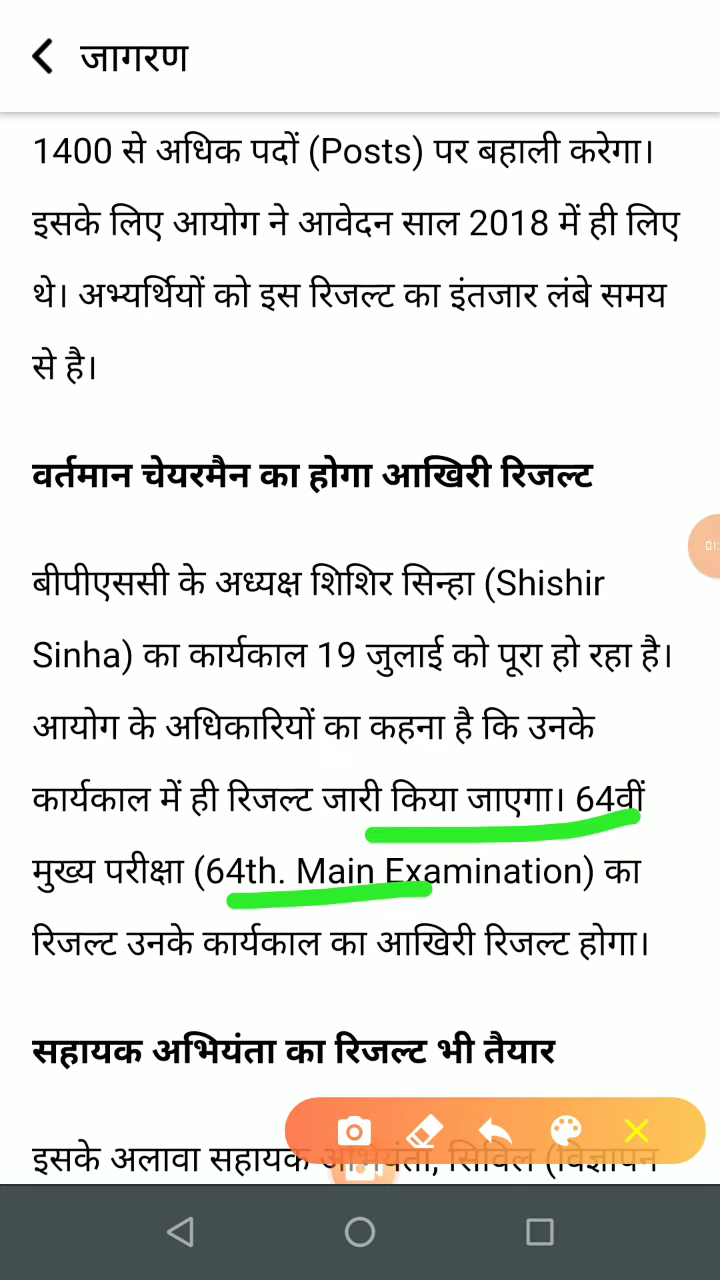 जागरण
1400 से अधिक पदों (Posts) पर बहाली करेगा।
इसके लिए आयोग ने आवेदन साल 2018 में ही लिए
थे। अभ्यर्थियों को इस रिजल्ट का इंतजार लंबे समय
से है।
वर्तमान चेयरमैन का होगा आखिरी रिजल्ट
बीपीएससी के अध्यक्ष शिशिर सिन्हा (Shishir
Sinha) का कार्यकाल 19 जुलाई को पूरा हो रहा है।
आयोग के अधिकारियों का कहना है कि उनके
कार्यकाल में ही रिजल्ट जारी किया जाएगा। 64वीं
मुख्य परीक्षा (64th. Main Examination) का
रिजल्ट उनके कार्यकाल का आखिरी रिजल्ट होगा।
सहायक अभियंता का रिजल्ट भी तैयार
इसके अलावा सहायक अभियंता, सिविल (विज्ञापन